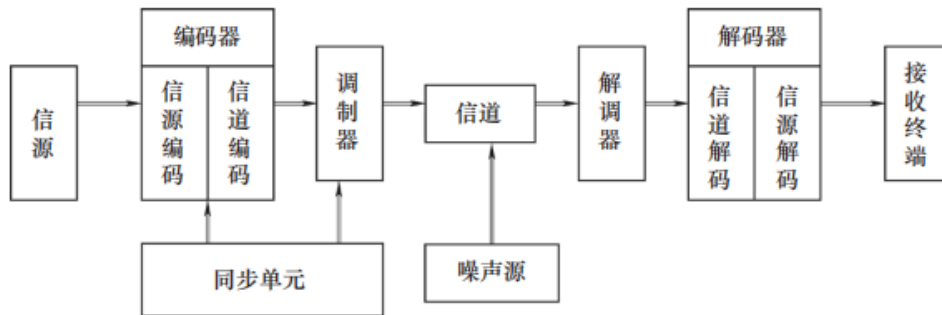 信源
编码器
信源编码
信道编码
调制器
信道
解调器
解码器
信道解码
信源解码
接收终端
同步单元
噪声源